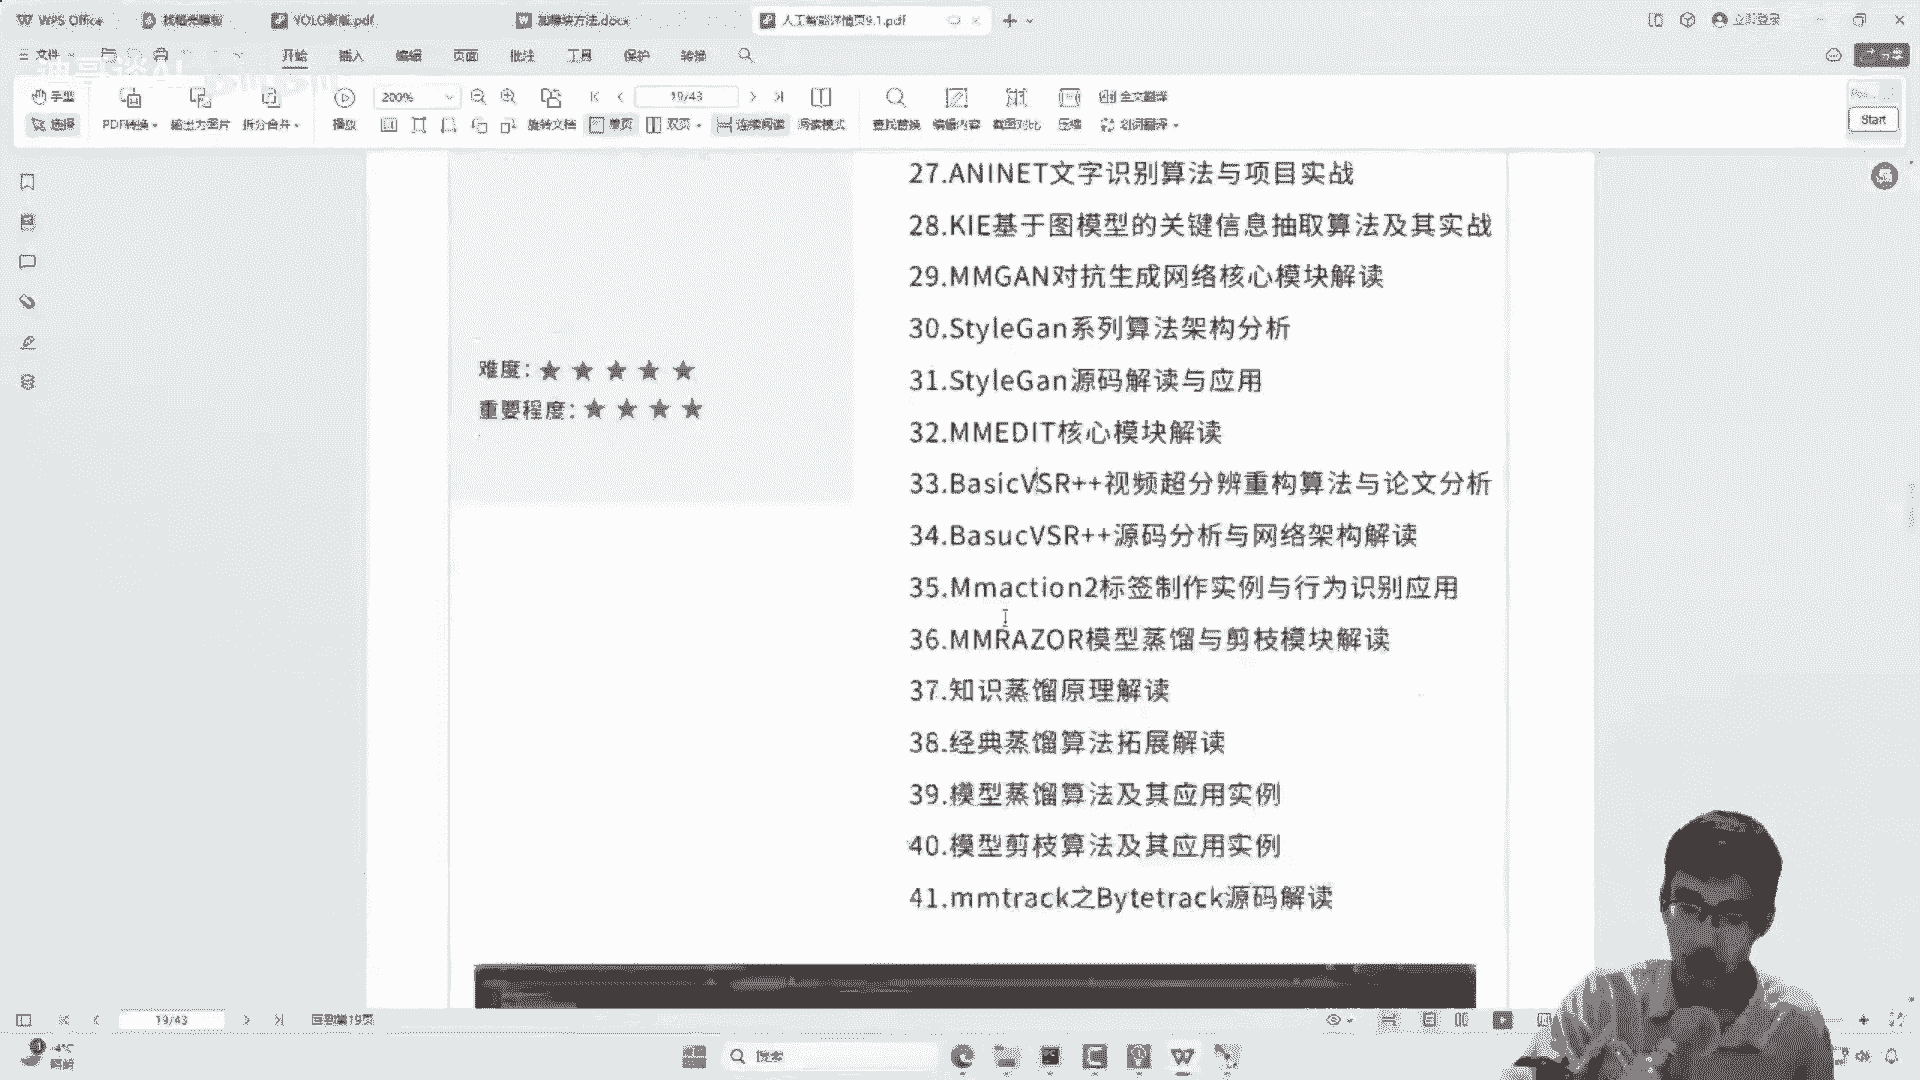 WPS Office
找稻壳模板
YOLO新版.pdf
加模块方法.docx
人工智能详情页9.1.pdf
立即登录
文件
开始
插入
编辑
页面
批注
工具
保护
转换
分享
手型
200%
19/43
全文翻译
选择
PDF转换
输出为图片
拆分合并
播放
旋转文档
单页
双页
连续阅读
阅读模式
查找替换
编辑内容
截图对比
压缩
划词翻译
Start
27.ANINET文字识别算法与项目实战
28.KIE基于图模型的关键信息抽取算法及其实战
29.MMGAN对抗生成网络核心模块解读
30.StyleGan系列算法架构分析
难度：★ ★ ★ ★ ★
31.StyleGan源码解读与应用
重要程度：★ ★ ★ ★
32.MMEDIT核心模块解读
33.BasicVSR++视频超分辨重构算法与论文分析
34.BasucVSR++源码分析与网络架构解读
35.Mmaction2标签制作实例与行为识别应用
36.MMRAZOR模型蒸馏与剪枝模块解读
37.知识蒸馏原理解读
38.经典蒸馏算法拓展解读
39.模型蒸馏算法及其应用实例
40.模型剪枝算法及其应用实例
41.mmtrack之Bytetrack源码解读
19/43
回到第19页
-4℃
搜索